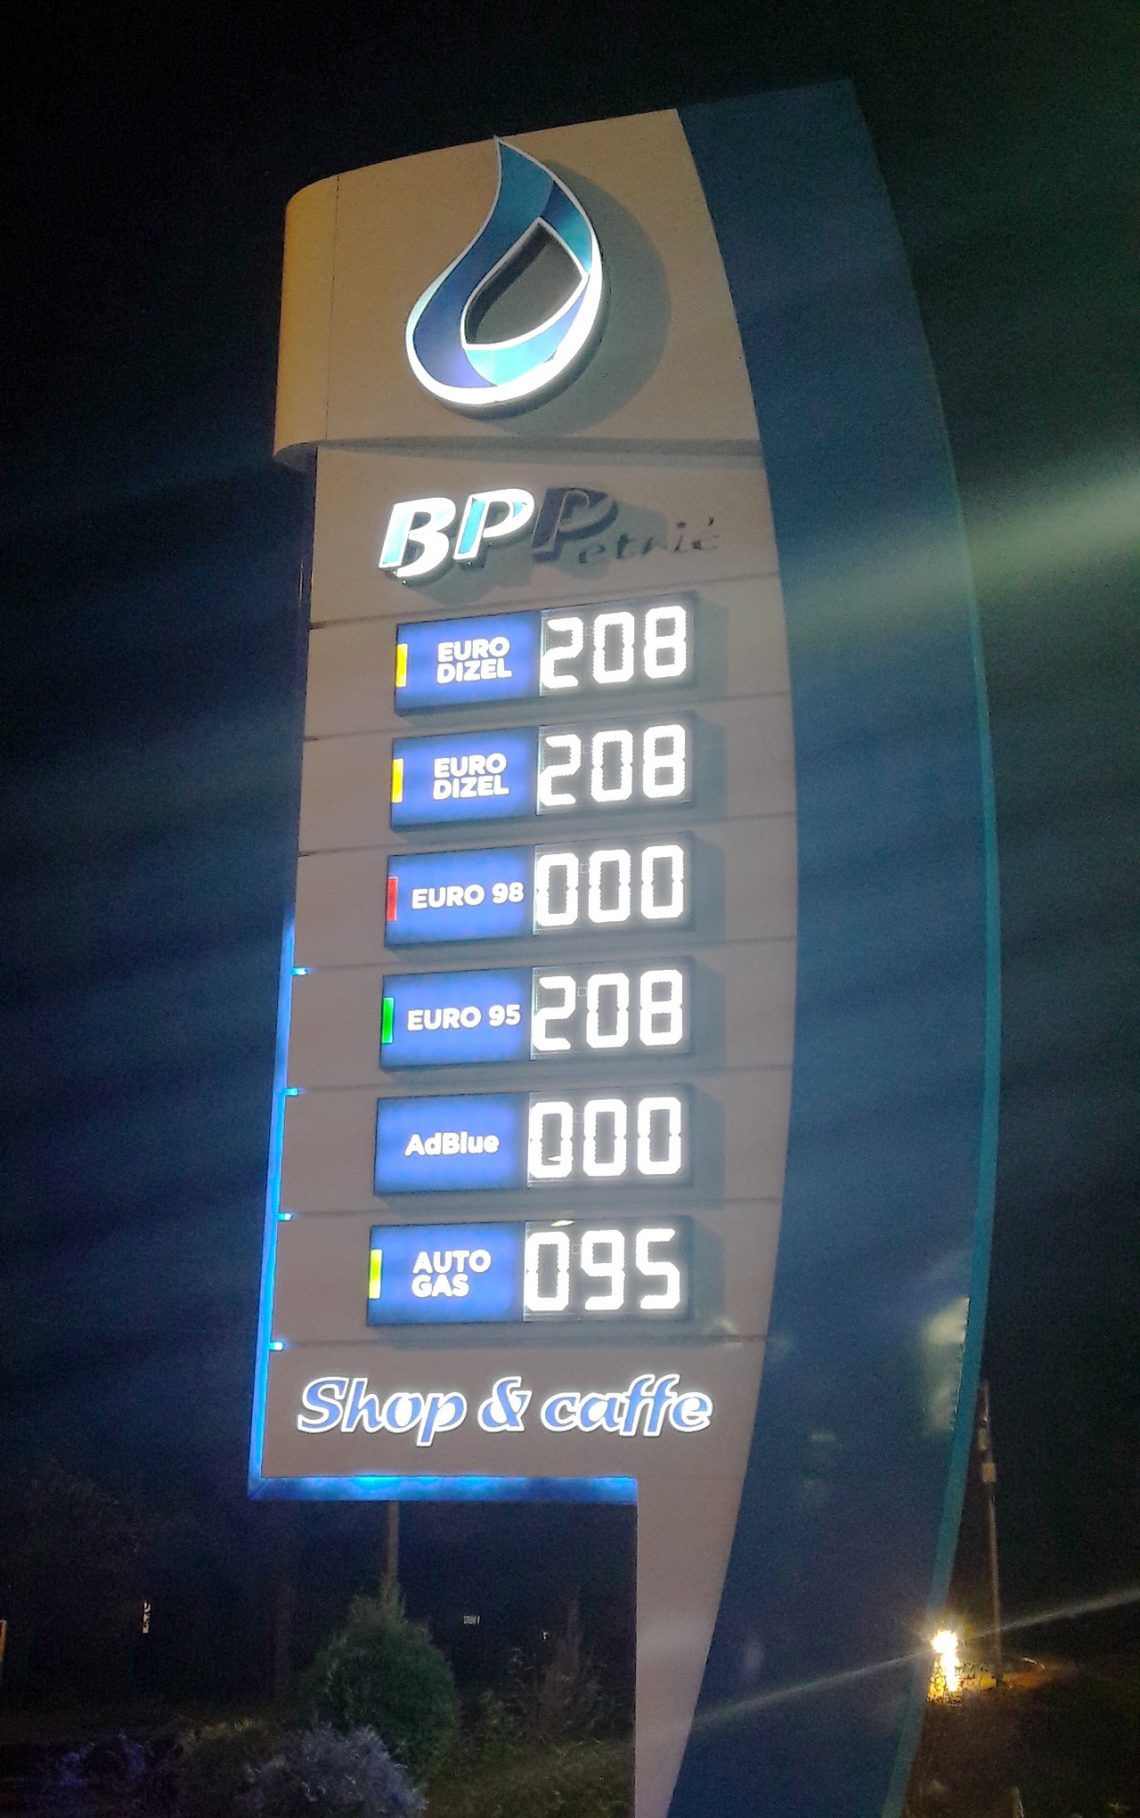 BPPetnić
EURO
DIZEL
208
EURO
DIZEL
208
EURO 98
000
EURO 95
208
AdBlue
000
AUTO
GAS
095
Shop & caffe